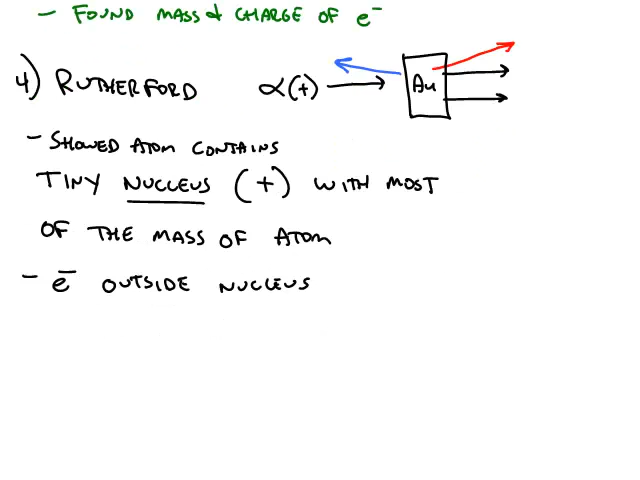 - FOUND MASS & CHARGE OF e⁻
4) RUTHERFORD α(+) Au
- SHOWED ATOM CONTAINS
TINY NUCLEUS (+) WITH MOST
OF THE MASS OF ATOM
- e⁻ OUTSIDE NUCLEUS